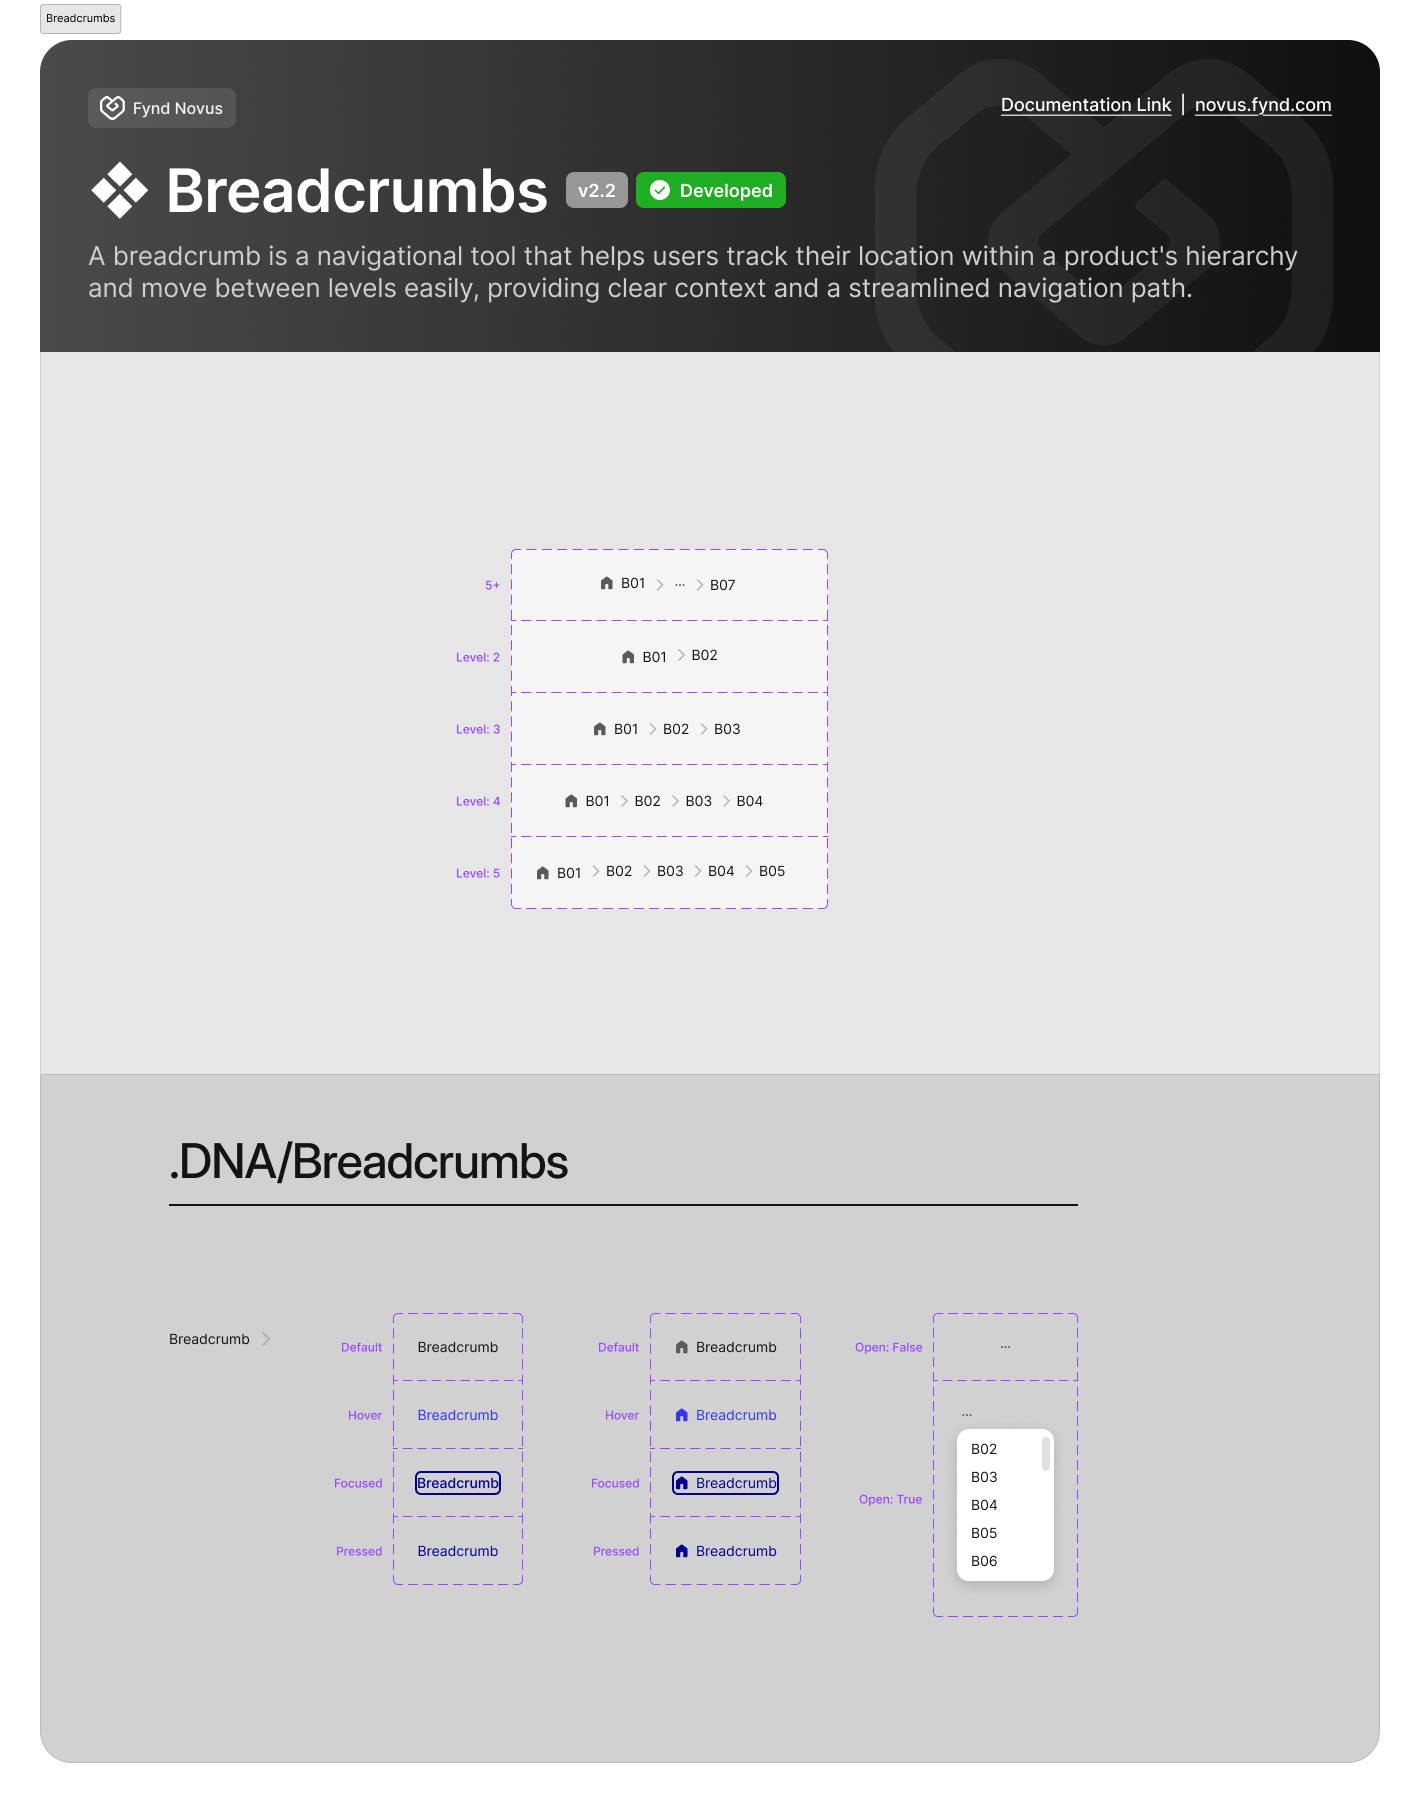 Breadcrumbs
Fynd Novus
Documentation Link | novus.fynd.com
Breadcrumbs v2.2 Developed
A breadcrumb is a navigational tool that helps users track their location within a product's hierarchy
and move between levels easily, providing clear context and a streamlined navigation path.
5+ B01 ... B07
Level: 2 B01 B02
Level: 3 B01 B02 B03
Level: 4 B01 B02 B03 B04
Level: 5 B01 B02 B03 B04 B05
.DNA/Breadcrumbs
Breadcrumb
Default Breadcrumb
Hover Breadcrumb
Focused Breadcrumb
Pressed Breadcrumb
Default Breadcrumb
Hover Breadcrumb
Focused Breadcrumb
Pressed Breadcrumb
Open: False ...
Open: True ...
B02
B03
B04
B05
B06